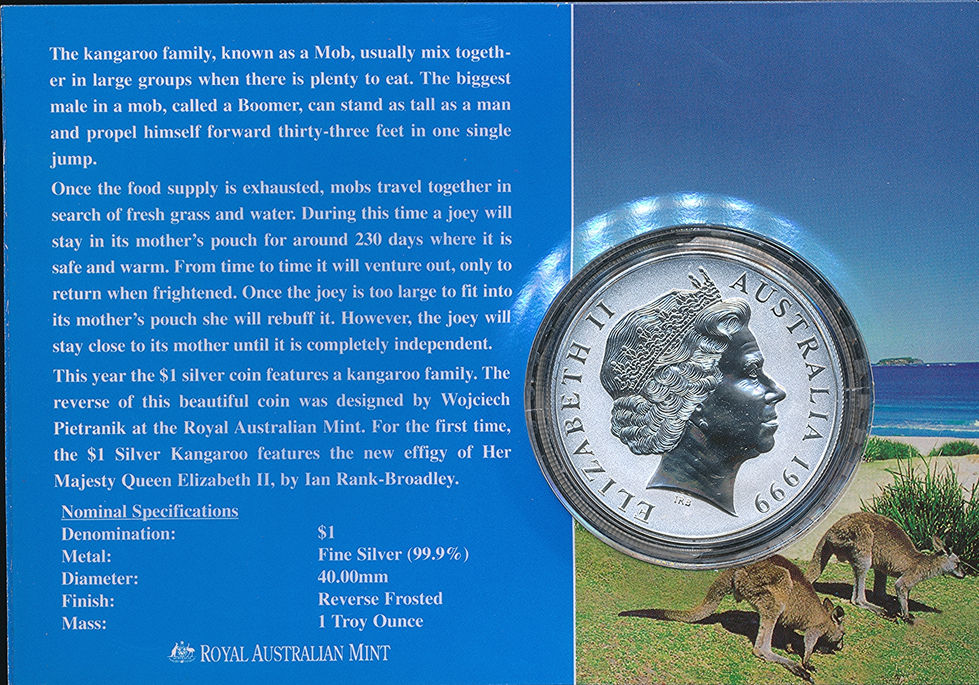 The kangaroo family, known as a Mob, usually mix togeth-
er in large groups when there is plenty to eat. The biggest
male in a mob, called a Boomer, can stand as tall as a man
and propel himself forward thirty-three feet in one single
jump.
Once the food supply is exhausted, mobs travel together in
search of fresh grass and water. During this time a joey will
stay in its mother's pouch for around 230 days where it is
safe and warm. From time to time it will venture out, only to
return when frightened. Once the joey is too large to fit into
its mother's pouch she will rebuff it. However, the joey will
stay close to its mother until it is completely independent.
This year the $1 silver coin features a kangaroo family. The
reverse of this beautiful coin was designed by Wojciech
Pietranik at the Royal Australian Mint. For the first time,
the $1 Silver Kangaroo features the new effigy of Her
Majesty Queen Elizabeth II, by Ian Rank-Broadley.
Nominal Specifications
Denomination: $1
Metal: Fine Silver (99.9%)
Diameter: 40.00mm
Finish: Reverse Frosted
Mass: 1 Troy Ounce
ROYAL AUSTRALIAN MINT
ELIZABETH II AUSTRALIA 1999
IRB